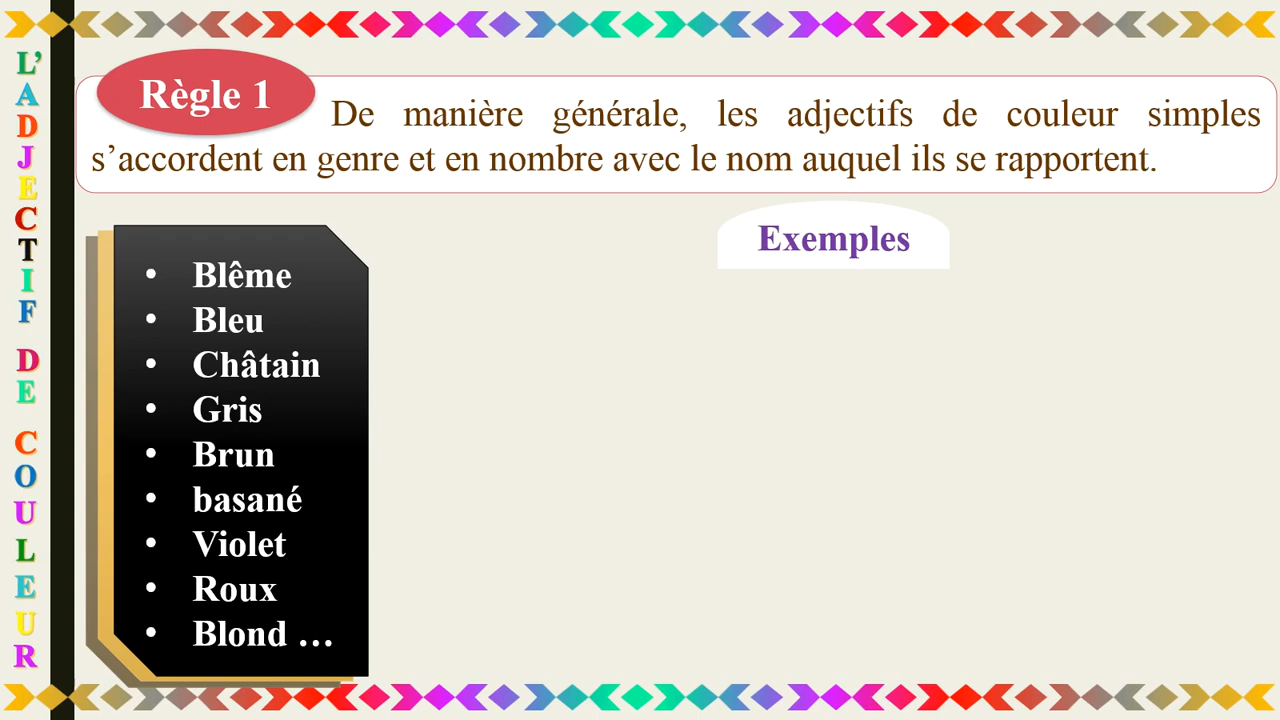 L’ADJECTIF DE COULEUR
Règle 1
De manière générale, les adjectifs de couleur simples
s’accordent en genre et en nombre avec le nom auquel ils se rapportent.
Exemples
• Blême
• Bleu
• Châtain
• Gris
• Brun
• basané
• Violet
• Roux
• Blond …